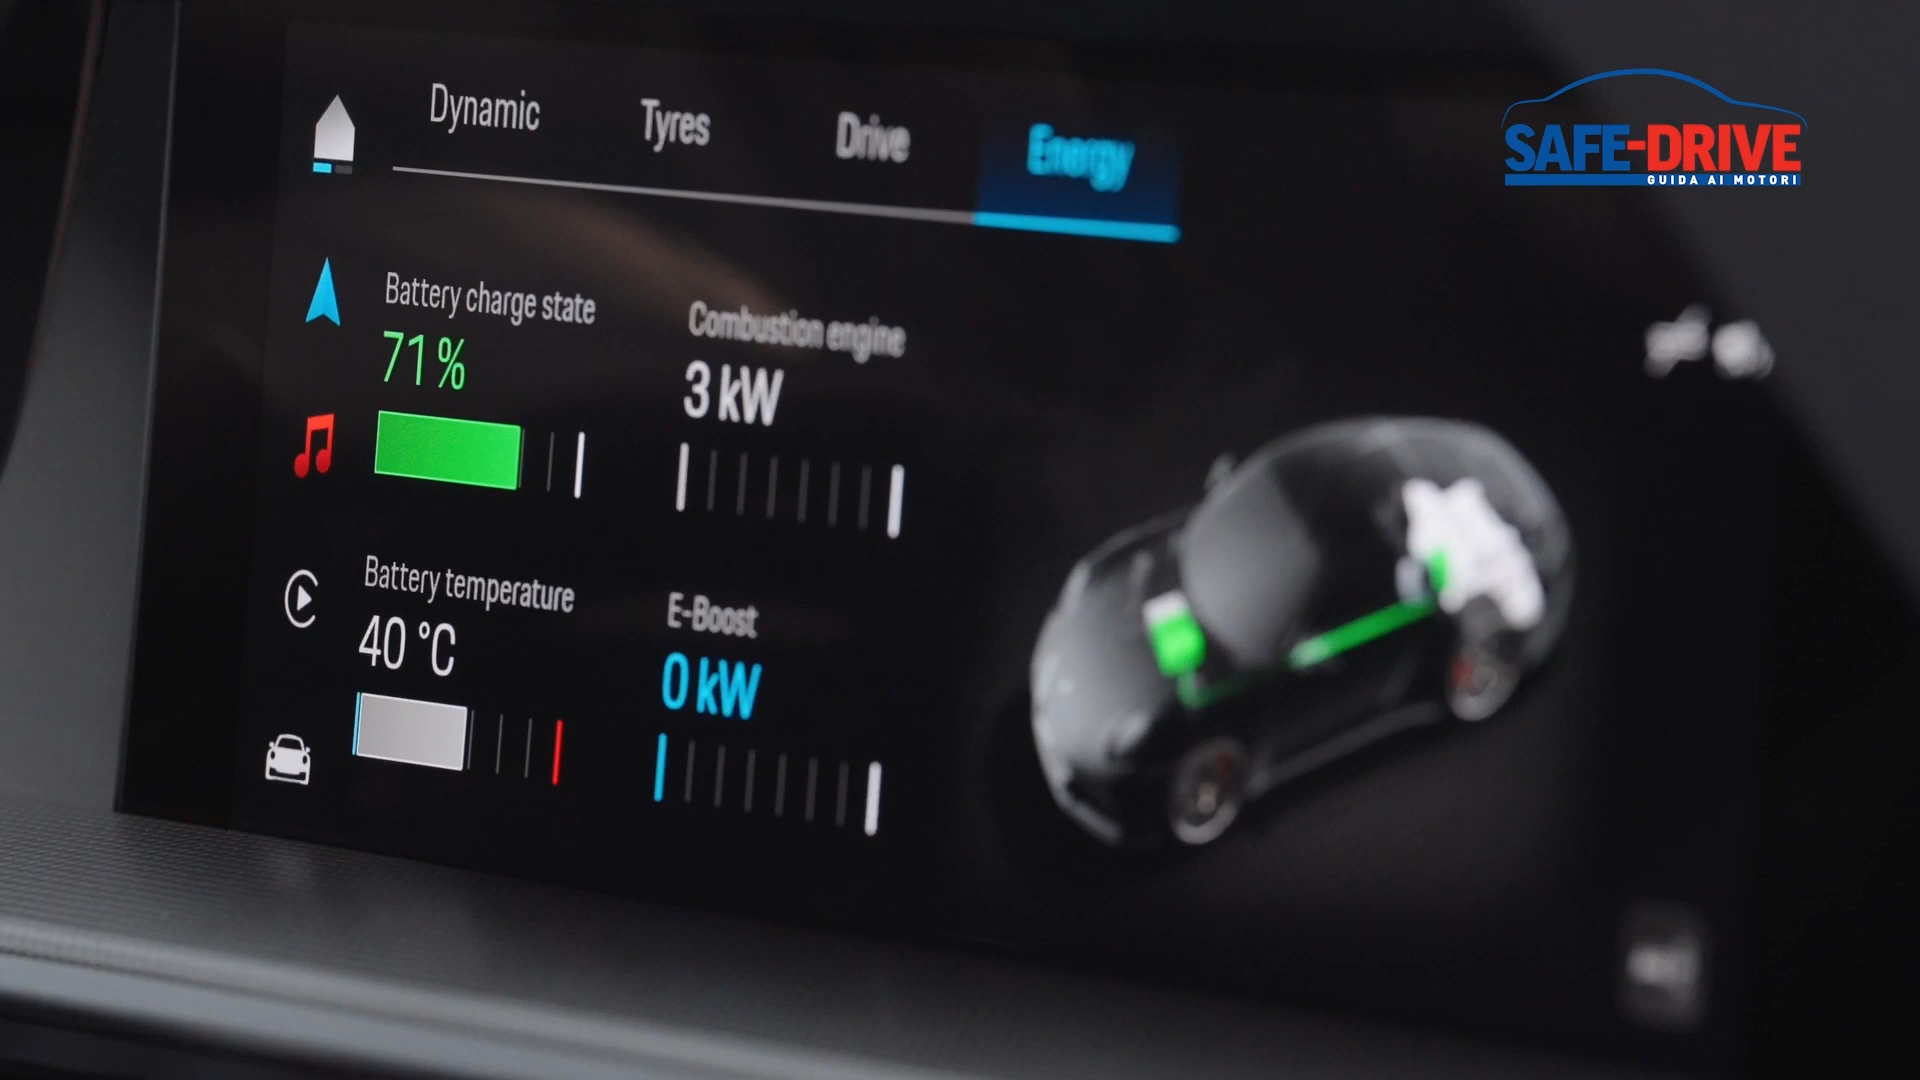 Dynamic
Tyres
Drive
Energy
SAFE-DRIVE
GUIDA AI MOTORI
Battery charge state
71%
Combustion engine
3 kW
Battery temperature
40 °C
E-Boost
0 kW